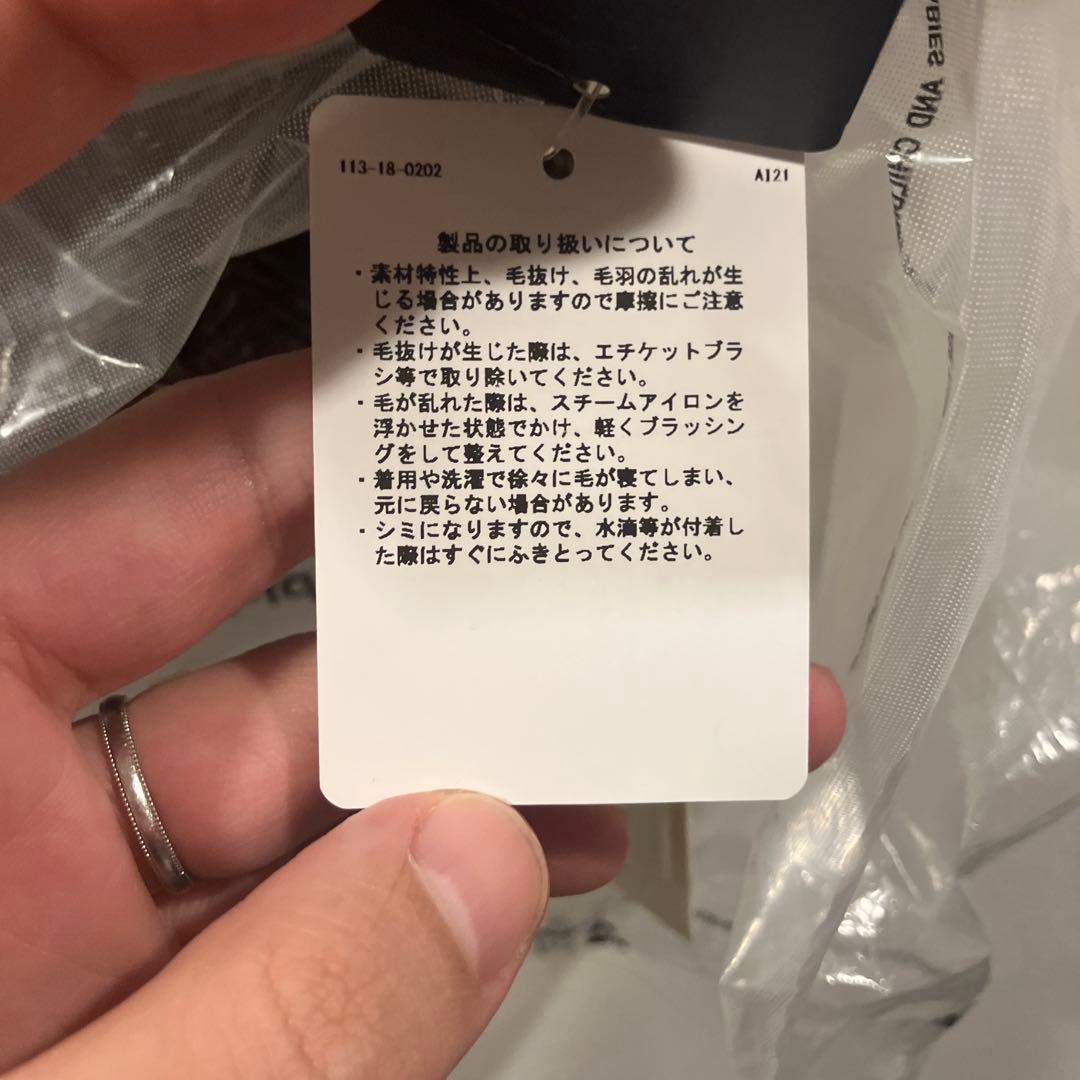 113-18-0202
AI21
製品の取り扱いについて
・素材特性上、毛抜け、毛羽の乱れが生
じる場合がありますので摩擦にご注意
ください。
・毛抜けが生じた際は、エチケットブラ
シ等で取り除いてください。
・毛が乱れた際は、スチームアイロンを
浮かせた状態でかけ、軽くブラッシン
グをして整えてください。
・着用や洗濯で徐々に毛が寝てしまい、
元に戻らない場合があります。
・シミになりますので、水滴等が付着し
た際はすぐにふきとってください。
AND